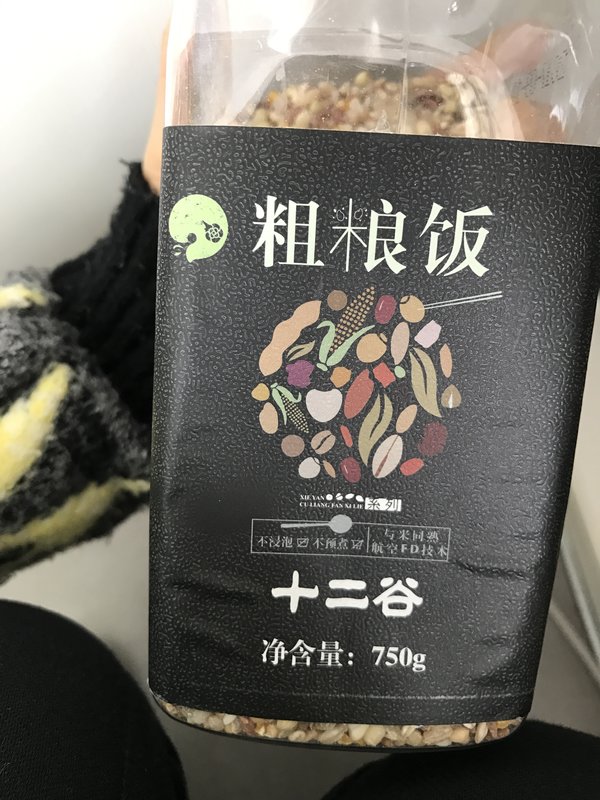 粗粮饭
XIE YAN
CU LIANG FAN XI LIE 系列
不浸泡 不预煮
与米同熟
航空FD技术
十二谷
净含量：750g